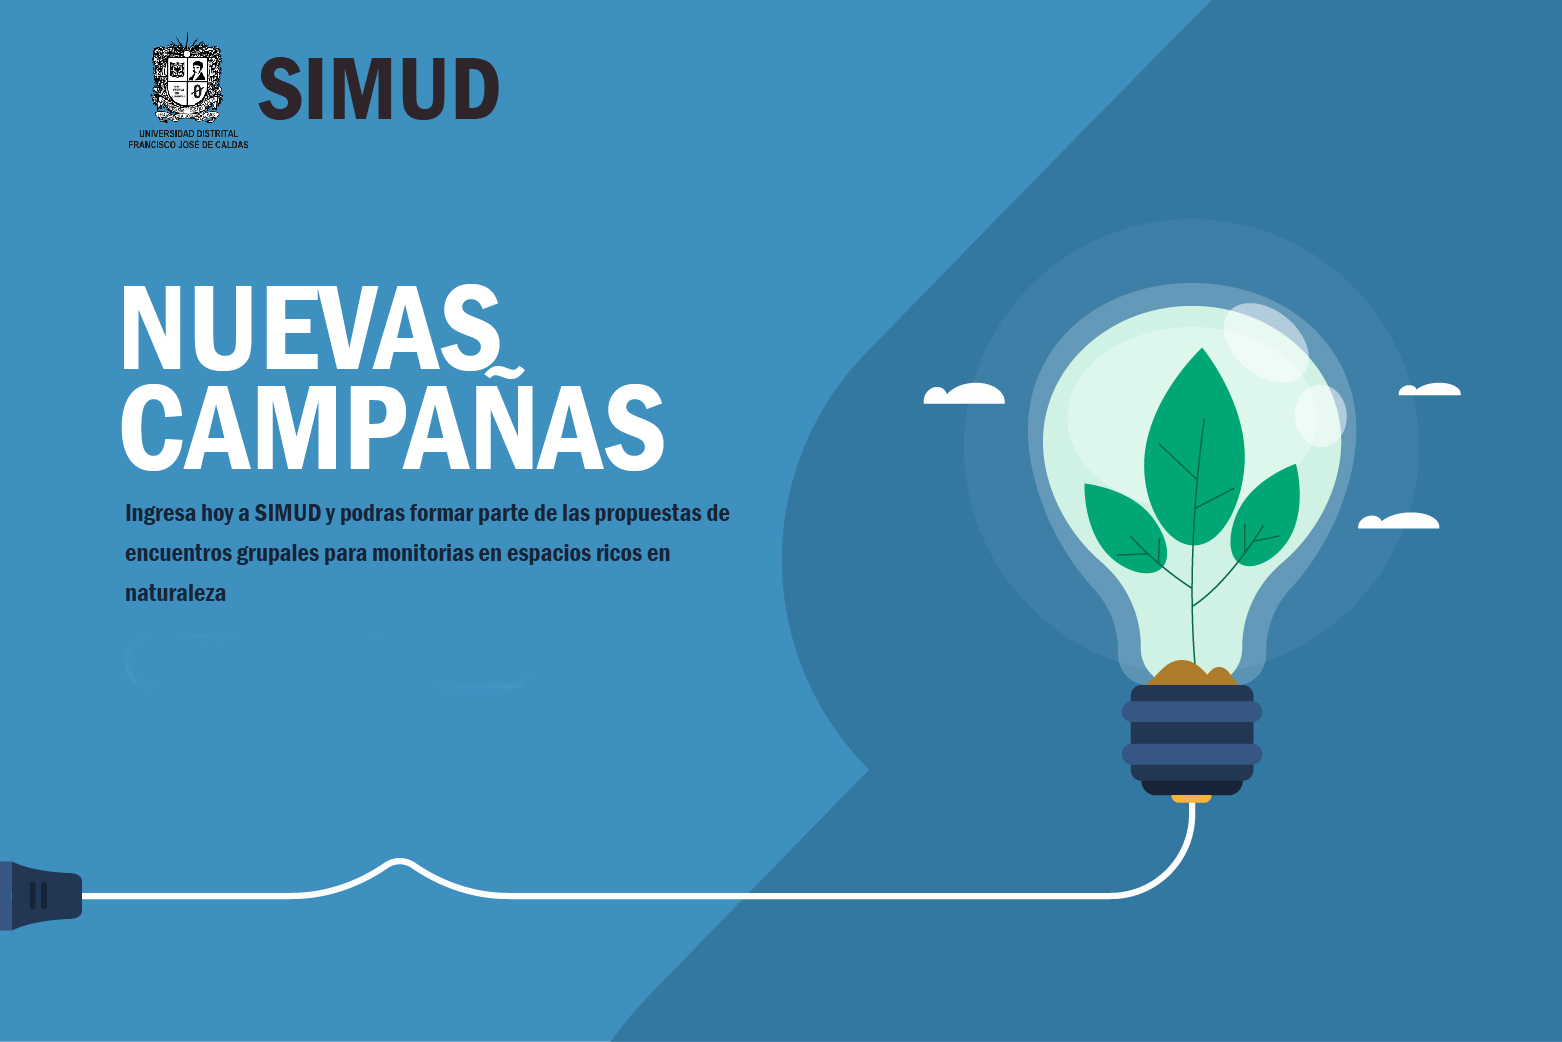 SIMUD
UNIVERSIDAD DISTRITAL
FRANCISCO JOSÉ DE CALDAS
NUEVAS
CAMPAÑAS
Ingresa hoy a SIMUD y podras formar parte de las propuestas de
encuentros grupales para monitorias en espacios ricos en
naturaleza